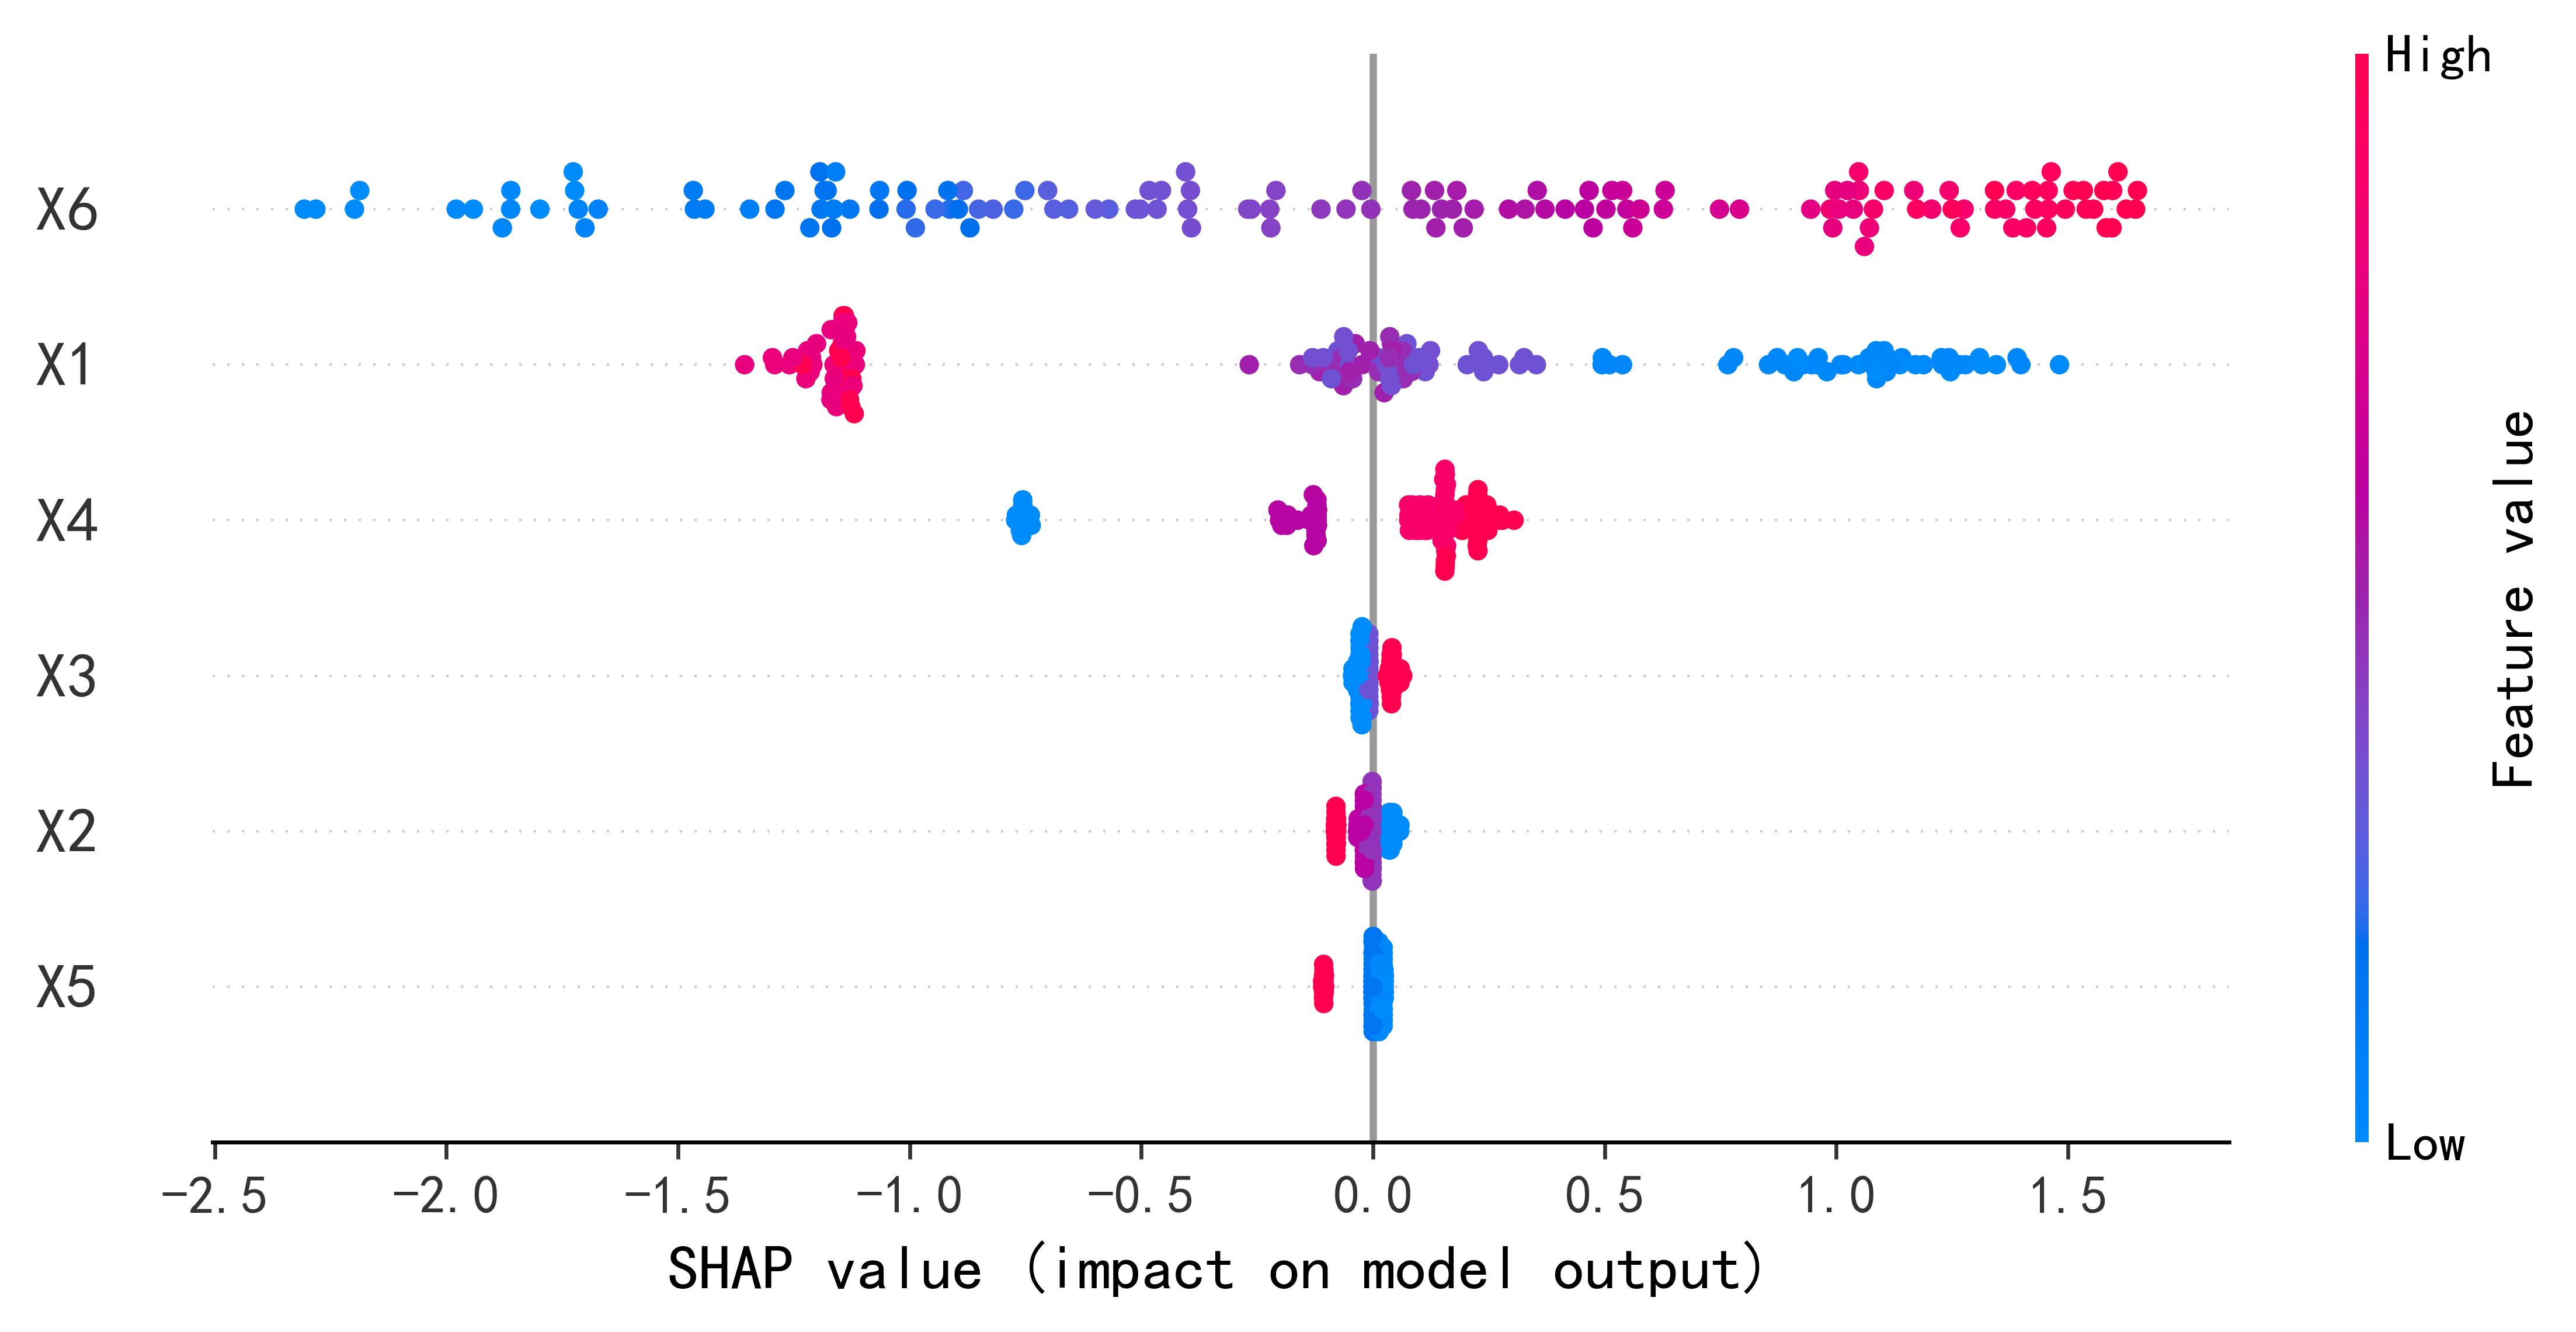 High
X6
X1
X4
X3
X2
X5
Feature value
Low
−2.5 −2.0 −1.5 −1.0 −0.5 0.0 0.5 1.0 1.5
SHAP value (impact on model output)